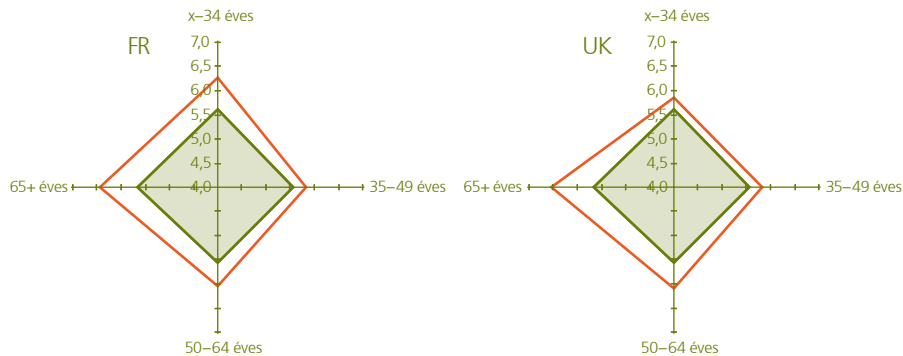 x–34 éves
FR
7,0
6,5
6,0
5,5
5,0
4,5
4,0
65+ éves
35–49 éves
50–64 éves
x–34 éves
UK
7,0
6,5
6,0
5,5
5,0
4,5
4,0
65+ éves
35–49 éves
50–64 éves